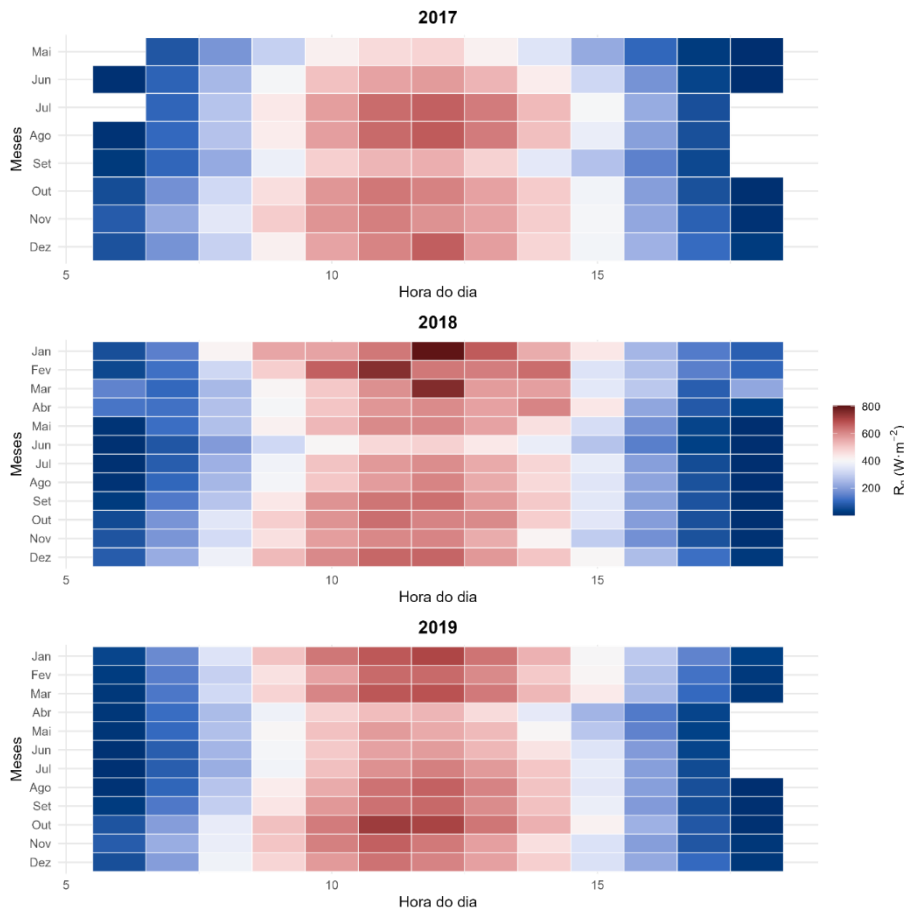 2017
Meses
Mai
Jun
Jul
Ago
Set
Out
Nov
Dez
5 10 15
Hora do dia
2018
Meses
Jan
Fev
Mar
Abr
Mai
Jun
Jul
Ago
Set
Out
Nov
Dez
5 10 15
Hora do dia
800
600
400
200
Rn (W·m−2)
2019
Meses
Jan
Fev
Mar
Abr
Mai
Jun
Jul
Ago
Set
Out
Nov
Dez
5 10 15
Hora do dia